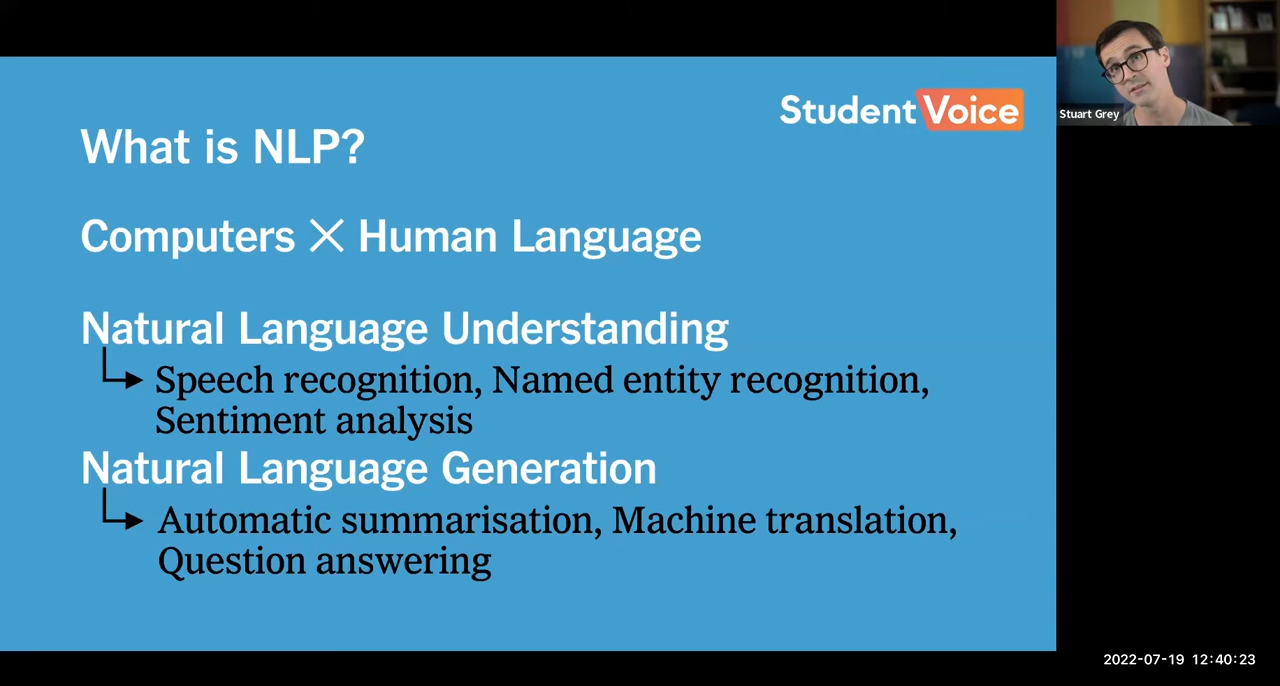 Student Voice
Stuart Grey
What is NLP?
Computers × Human Language
Natural Language Understanding
Speech recognition, Named entity recognition,
Sentiment analysis
Natural Language Generation
Automatic summarisation, Machine translation,
Question answering
2022-07-19 12:40:23